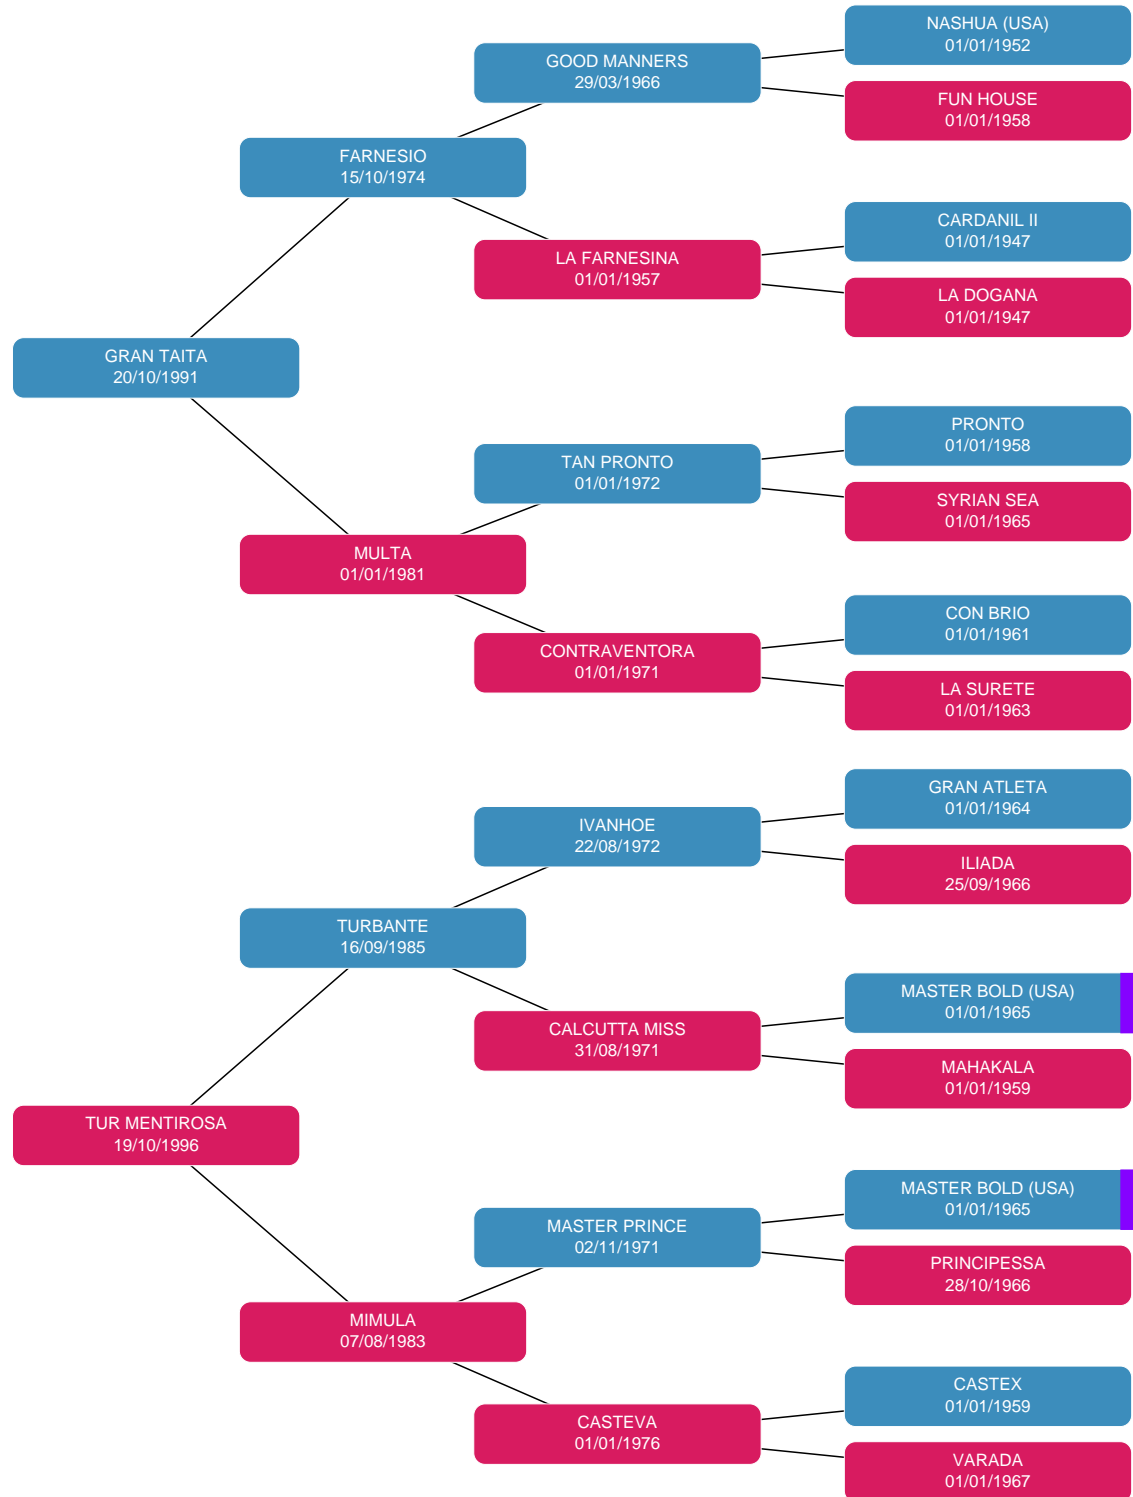 NASHUA (USA)
01/01/1952
GOOD MANNERS
29/03/1966
FUN HOUSE
01/01/1958
FARNESIO
15/10/1974
CARDANIL II
01/01/1947
LA FARNESINA
01/01/1957
LA DOGANA
01/01/1947
GRAN TAITA
20/10/1991
PRONTO
01/01/1958
TAN PRONTO
01/01/1972
SYRIAN SEA
01/01/1965
MULTA
01/01/1981
CON BRIO
01/01/1961
CONTRAVENTORA
01/01/1971
LA SURETE
01/01/1963
GRAN ATLETA
01/01/1964
IVANHOE
22/08/1972
ILIADA
25/09/1966
TURBANTE
16/09/1985
MASTER BOLD (USA)
01/01/1965
CALCUTTA MISS
31/08/1971
MAHAKALA
01/01/1959
TUR MENTIROSA
19/10/1996
MASTER BOLD (USA)
01/01/1965
MASTER PRINCE
02/11/1971
PRINCIPESSA
28/10/1966
MIMULA
07/08/1983
CASTEX
01/01/1959
CASTEVA
01/01/1976
VARADA
01/01/1967